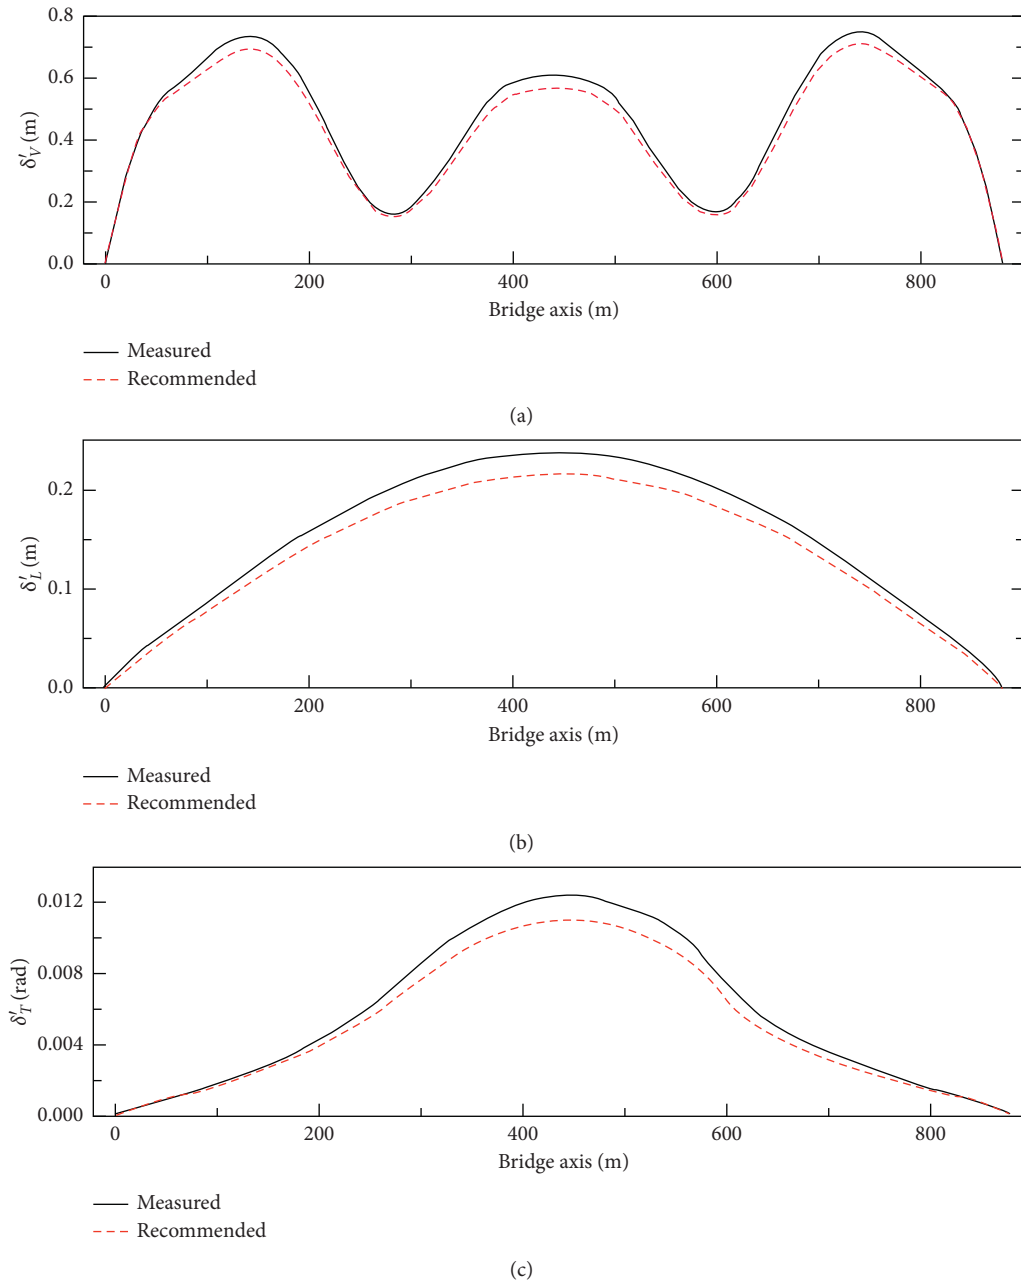 0.8
0.6
0.4
0.2
0.0
δ′V (m)
0 200 400 600 800
Bridge axis (m)
Measured
Recommended
(a)
0.2
0.1
0.0
δ′L (m)
0 200 400 600 800
Bridge axis (m)
Measured
Recommended
(b)
0.012
0.008
0.004
0.000
δ′T (rad)
0 200 400 600 800
Bridge axis (m)
Measured
Recommended
(c)